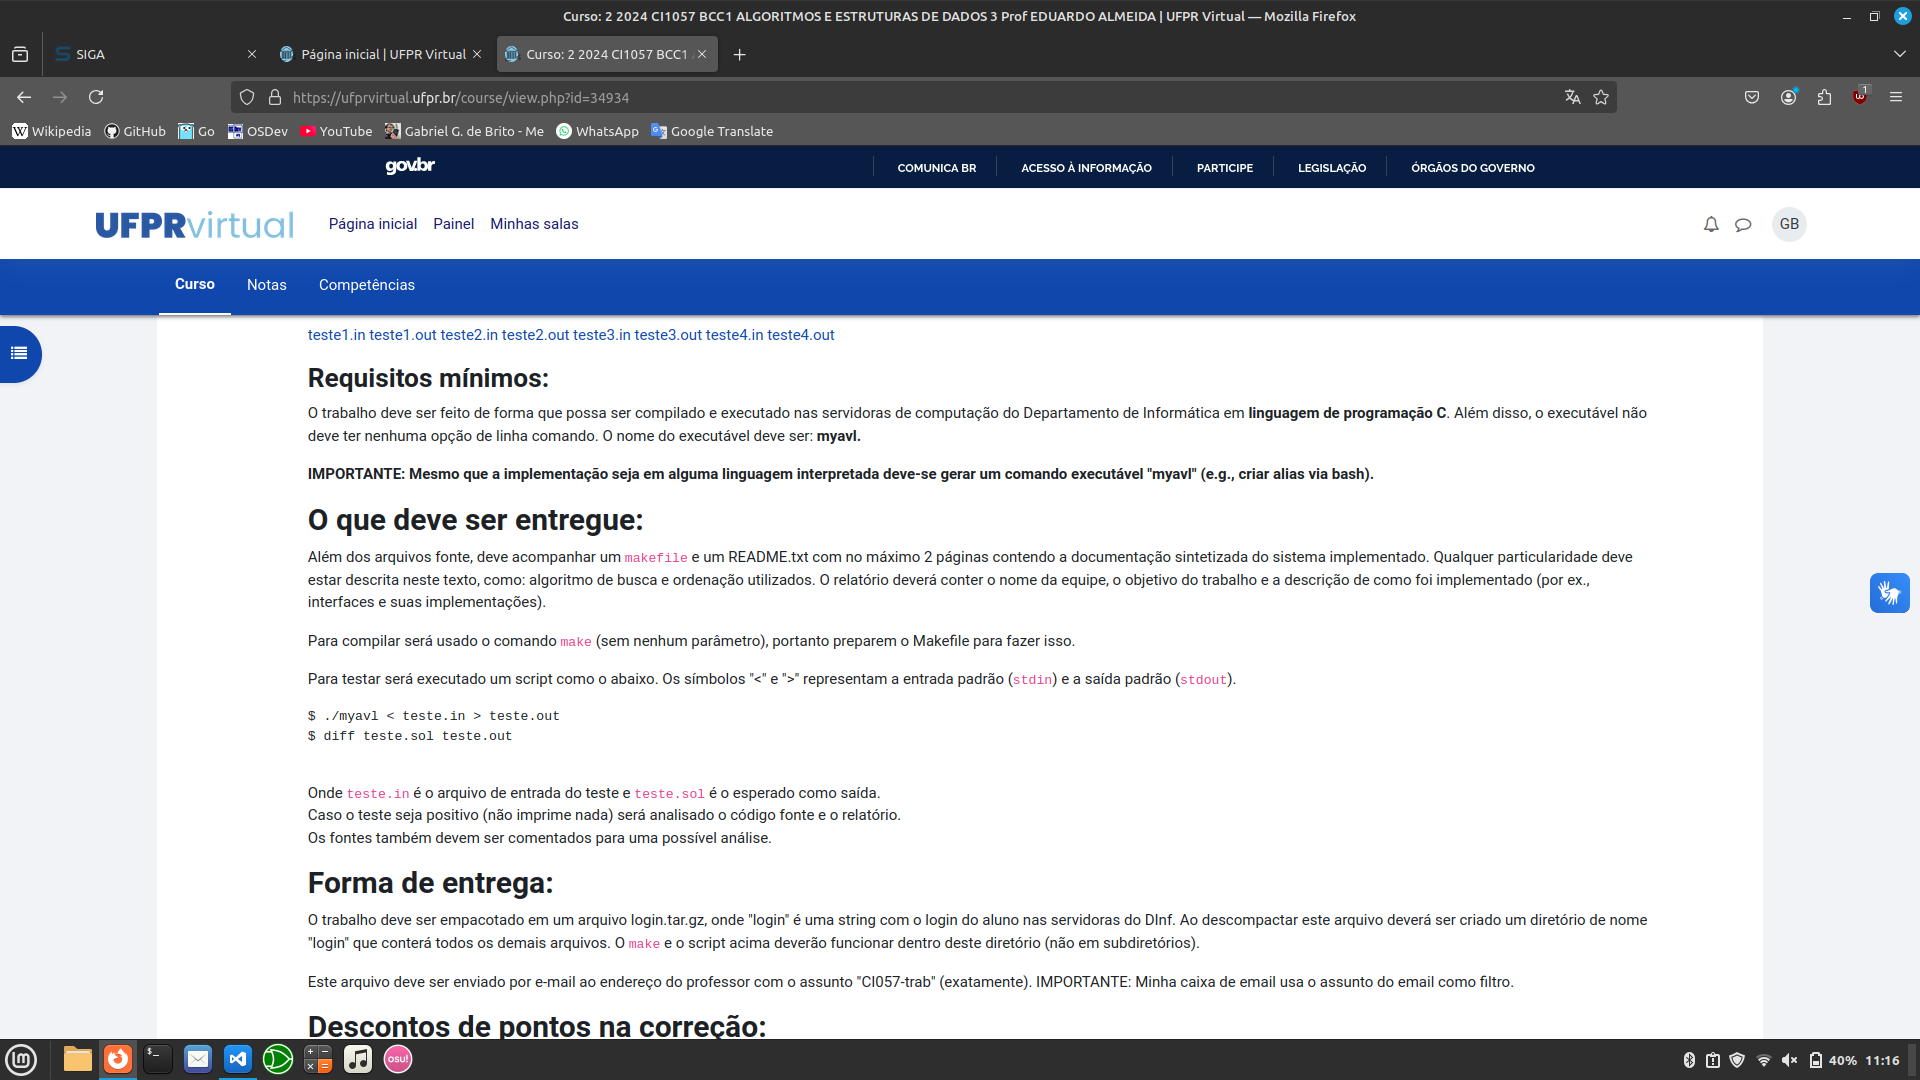 Curso: 2 2024 CI1057 BCC1 ALGORITMOS E ESTRUTURAS DE DADOS 3 Prof EDUARDO ALMEIDA | UFPR Virtual — Mozilla Firefox
SIGA
Página inicial | UFPR Virtual
Curso: 2 2024 CI1057 BCC1
https://ufprvirtual.ufpr.br/course/view.php?id=34934
1
Wikipedia GitHub Go OSDev YouTube Gabriel G. de Brito - Me WhatsApp Google Translate
gov.br
COMUNICA BR
ACESSO À INFORMAÇÃO
PARTICIPE
LEGISLAÇÃO
ÓRGÃOS DO GOVERNO
UFPRvirtual
Página inicial Painel Minhas salas
GB
Curso Notas Competências
teste1.in teste1.out teste2.in teste2.out teste3.in teste3.out teste4.in teste4.out
Requisitos mínimos:
O trabalho deve ser feito de forma que possa ser compilado e executado nas servidoras de computação do Departamento de Informática em linguagem de programação C. Além disso, o executável não
deve ter nenhuma opção de linha comando. O nome do executável deve ser: myavl.
IMPORTANTE: Mesmo que a implementação seja em alguma linguagem interpretada deve-se gerar um comando executável "myavl" (e.g., criar alias via bash).
O que deve ser entregue:
Além dos arquivos fonte, deve acompanhar um makefile e um README.txt com no máximo 2 páginas contendo a documentação sintetizada do sistema implementado. Qualquer particularidade deve
estar descrita neste texto, como: algoritmo de busca e ordenação utilizados. O relatório deverá conter o nome da equipe, o objetivo do trabalho e a descrição de como foi implementado (por ex.,
interfaces e suas implementações).
Para compilar será usado o comando make (sem nenhum parâmetro), portanto preparem o Makefile para fazer isso.
Para testar será executado um script como o abaixo. Os símbolos "<" e ">" representam a entrada padrão (stdin) e a saída padrão (stdout).
$ ./myavl < teste.in > teste.out
$ diff teste.sol teste.out
Onde teste.in é o arquivo de entrada do teste e teste.sol é o esperado como saída.
Caso o teste seja positivo (não imprime nada) será analisado o código fonte e o relatório.
Os fontes também devem ser comentados para uma possível análise.
Forma de entrega:
O trabalho deve ser empacotado em um arquivo login.tar.gz, onde "login" é uma string com o login do aluno nas servidoras do DInf. Ao descompactar este arquivo deverá ser criado um diretório de nome
"login" que conterá todos os demais arquivos. O make e o script acima deverão funcionar dentro deste diretório (não em subdiretórios).
Este arquivo deve ser enviado por e-mail ao endereço do professor com o assunto "CI057-trab" (exatamente). IMPORTANTE: Minha caixa de email usa o assunto do email como filtro.
Descontos de pontos na correção:
osu!
40% 11:16